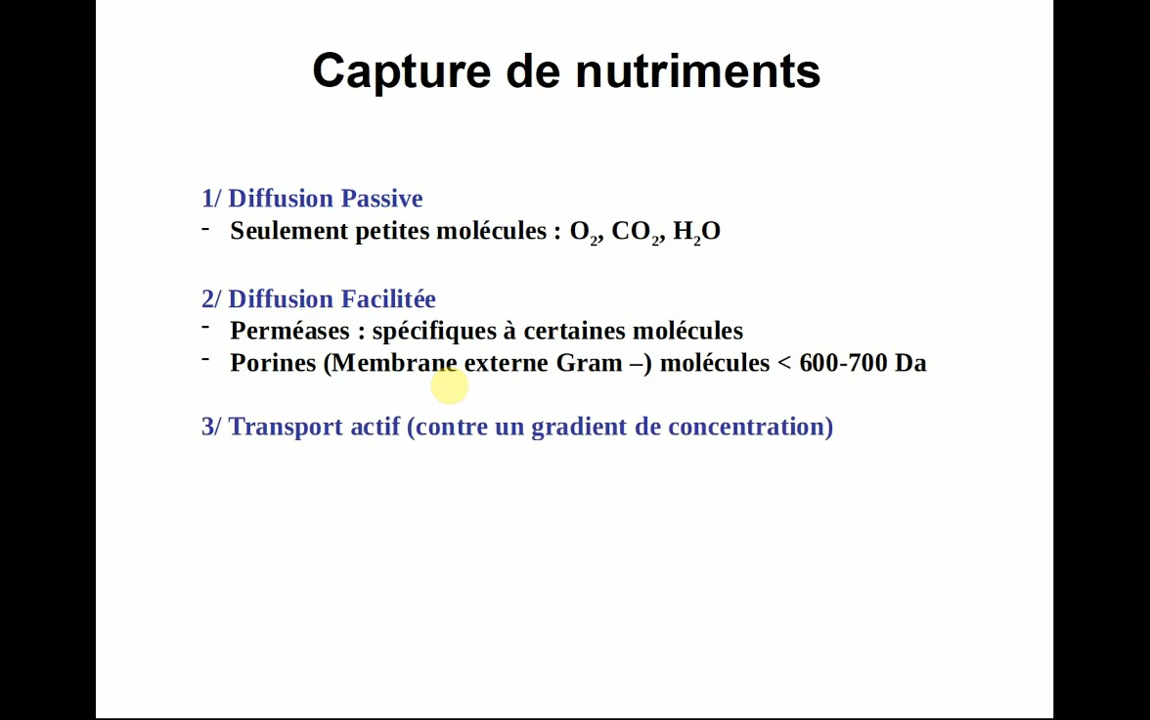 Capture de nutriments
1/ Diffusion Passive
- Seulement petites molécules : O₂, CO₂, H₂O
2/ Diffusion Facilitée
- Perméases : spécifiques à certaines molécules
- Porines (Membrane externe Gram –) molécules < 600-700 Da
3/ Transport actif (contre un gradient de concentration)